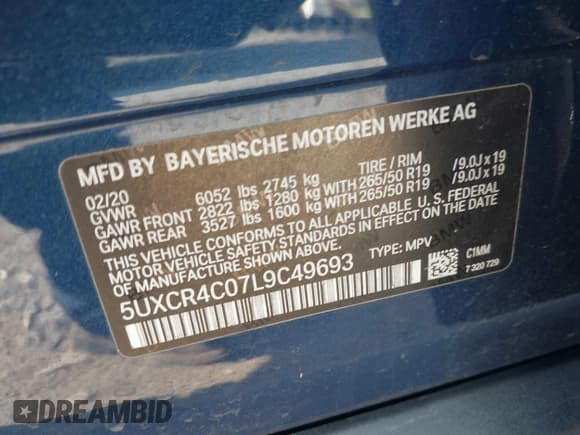 MFD BY BAYERISCHE MOTOREN WERKE AG
02/20 TIRE / RIM
GVWR 6052 lbs 2745 kg
GAWR FRONT 2822 lbs 1280 kg WITH 265/50 R19 /9.0J x 19
GAWR REAR 3527 lbs 1600 kg WITH 265/50 R19 /9.0J x 19
THIS VEHICLE CONFORMS TO ALL APPLICABLE U. S. FEDERAL
MOTOR VEHICLE SAFETY STANDARDS IN EFFECT ON THE DATE
OF MANUFACTURE SHOWN ABOVE.
TYPE: MPV
5UXCR4C07L9C49693
C1MM
7 320 729
DREAMBID